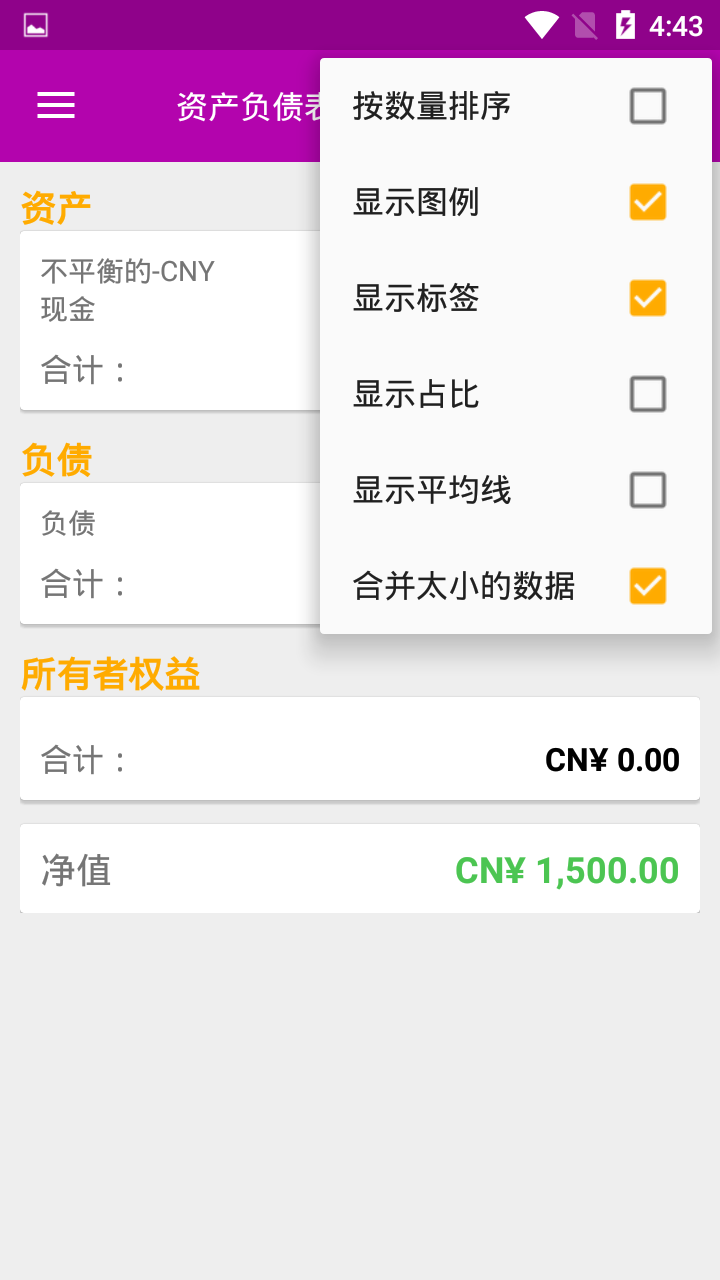 4:43
资产负债表
按数量排序
显示图例
显示标签
显示占比
显示平均线
合并太小的数据
资产
不平衡的-CNY
现金
合计：
负债
负债
合计：
所有者权益
合计： CN¥ 0.00
净值 CN¥ 1,500.00